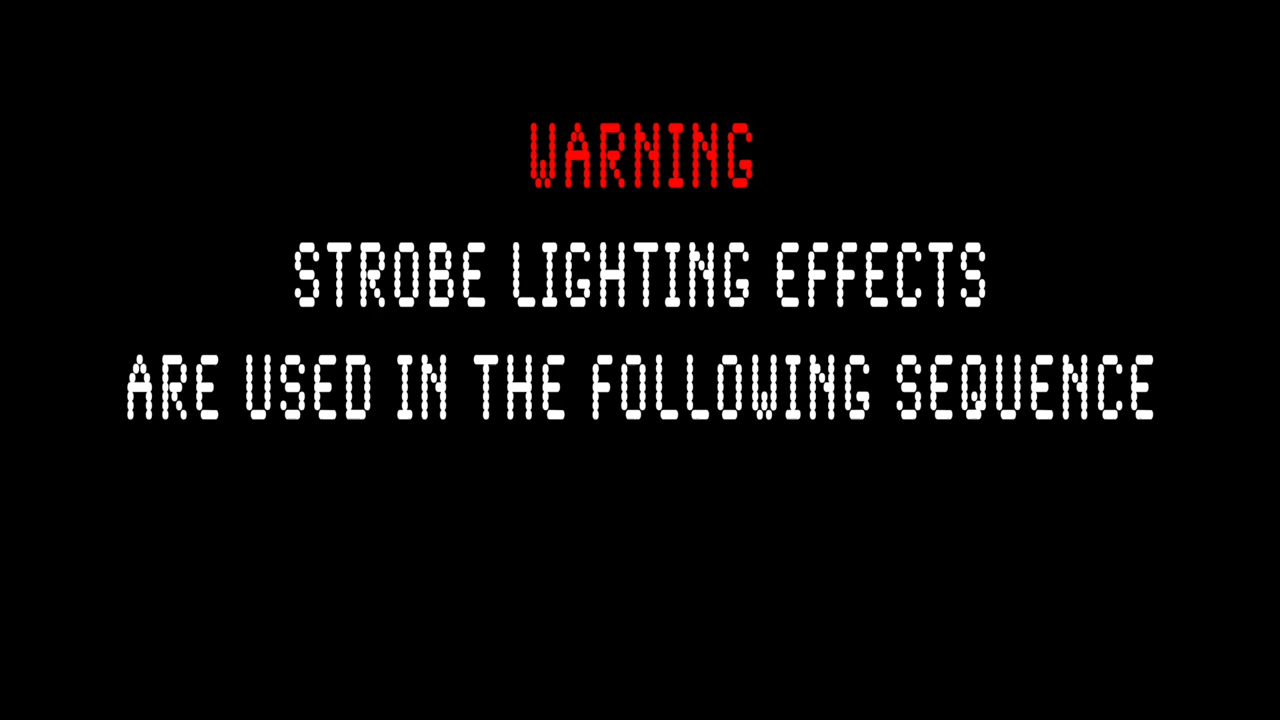 WARNING
STROBE LIGHTING EFFECTS
ARE USED IN THE FOLLOWING SEQUENCE